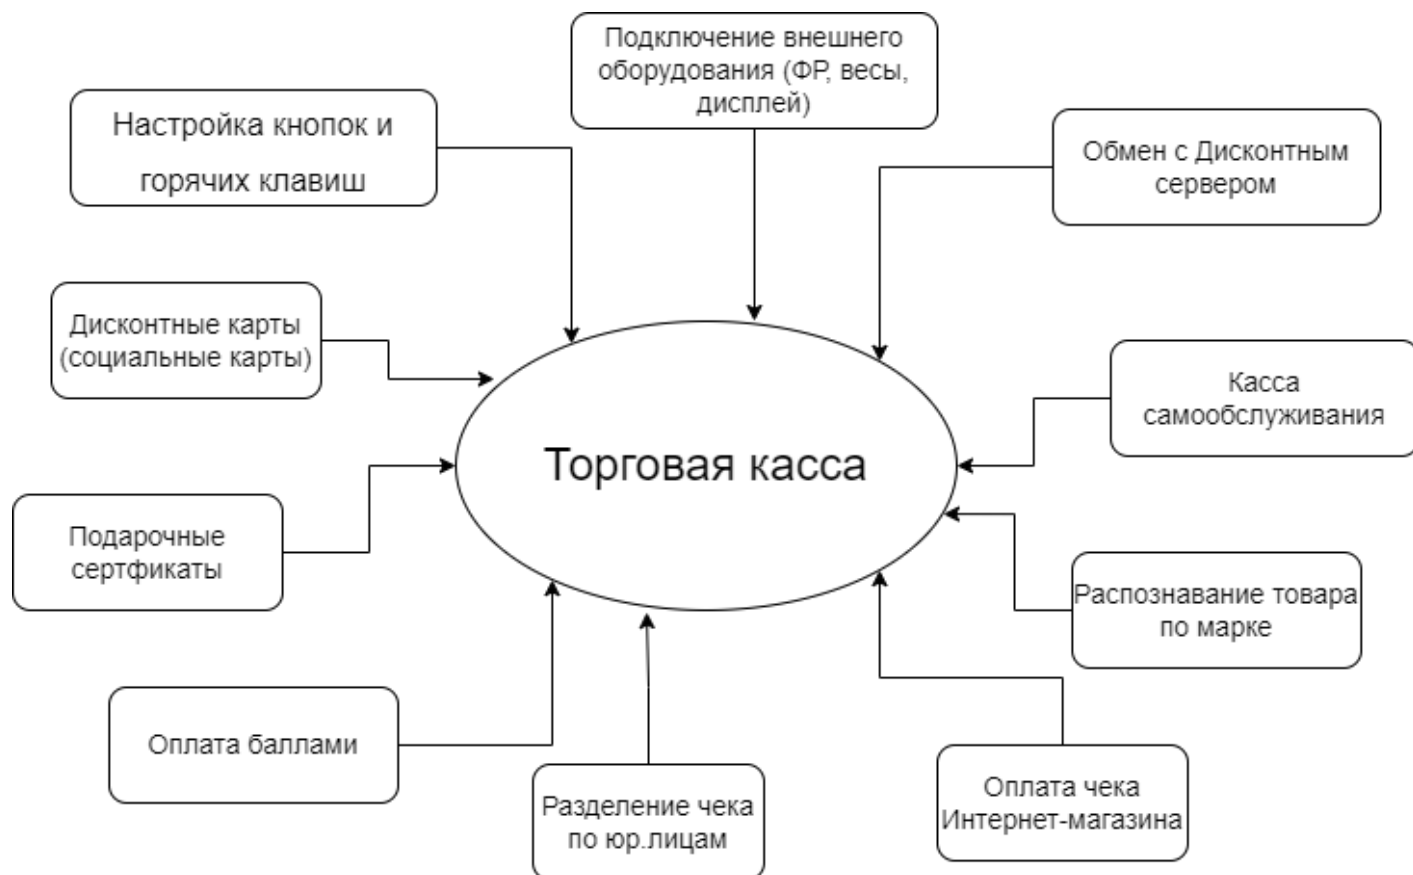 Подключение внешнего
оборудования (ФР, весы,
дисплей)
Настройка кнопок и
горячих клавиш
Обмен с Дисконтным
сервером
Дисконтные карты
(социальные карты)
Касса
самообслуживания
Торговая касса
Подарочные
сертфикаты
Распознавание товара
по марке
Оплата баллами
Разделение чека
по юр.лицам
Оплата чека
Интернет-магазина